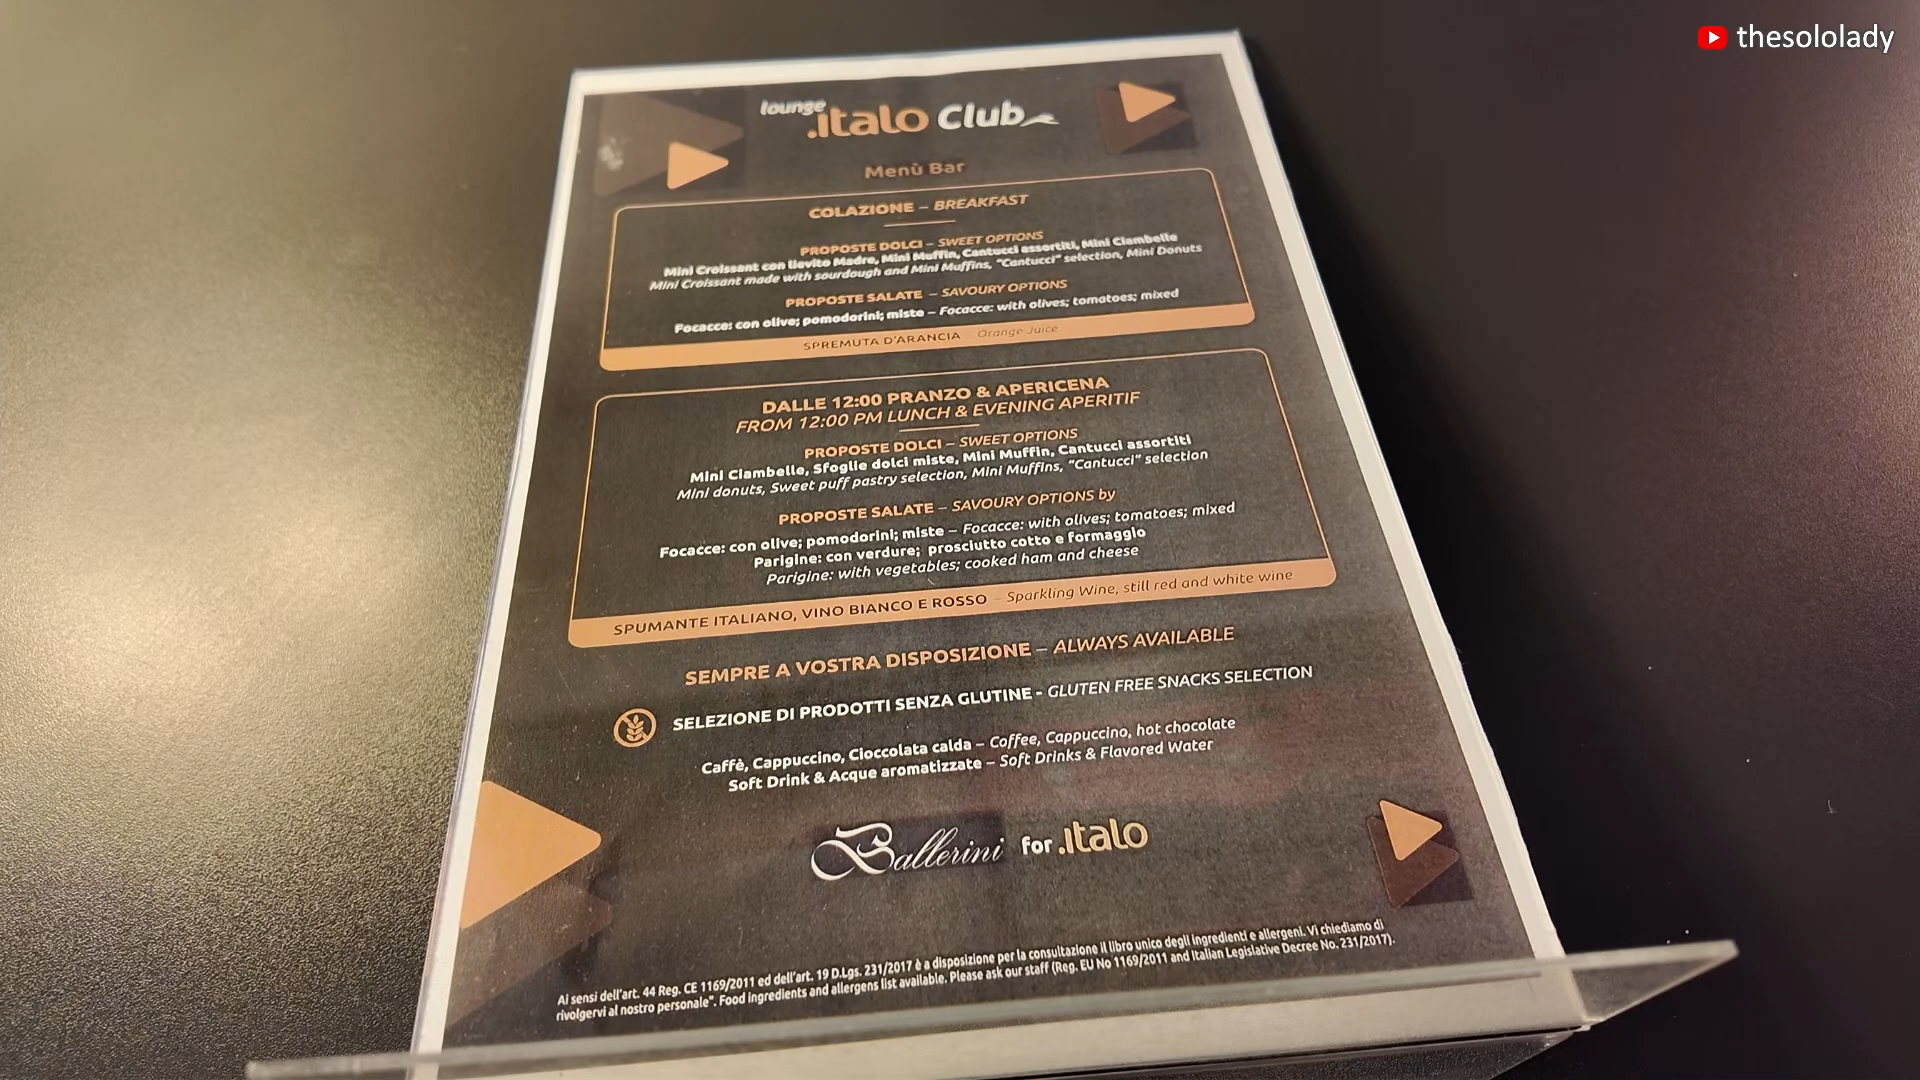 thesololady
lounge
.italo Club
Menù Bar
COLAZIONE – BREAKFAST
PROPOSTE DOLCI – SWEET OPTIONS
Mini Croissant con lievito Madre, Mini Muffin, Cantucci assortiti, Mini Ciambelle
Mini Croissant made with sourdough and Mini Muffins, "Cantucci" selection, Mini Donuts
PROPOSTE SALATE – SAVOURY OPTIONS
Focacce: con olive; pomodorini; miste – Focacce: with olives; tomatoes; mixed
SPREMUTA D'ARANCIA – Orange Juice
DALLE 12:00 PRANZO & APERICENA
FROM 12:00 PM LUNCH & EVENING APERITIF
PROPOSTE DOLCI – SWEET OPTIONS
Mini Ciambelle, Sfoglie dolci miste, Mini Muffin, Cantucci assortiti
Mini donuts, Sweet puff pastry selection, Mini Muffins, "Cantucci" selection
PROPOSTE SALATE – SAVOURY OPTIONS by
Focacce: con olive; pomodorini; miste – Focacce: with olives; tomatoes; mixed
Parigine: con verdure; prosciutto cotto e formaggio
Parigine: with vegetables; cooked ham and cheese
SPUMANTE ITALIANO, VINO BIANCO E ROSSO – Sparkling Wine, still red and white wine
SEMPRE A VOSTRA DISPOSIZIONE – ALWAYS AVAILABLE
SELEZIONE DI PRODOTTI SENZA GLUTINE - GLUTEN FREE SNACKS SELECTION
Caffè, Cappuccino, Cioccolata calda – Coffee, Cappuccino, hot chocolate
Soft Drink & Acque aromatizzate – Soft Drinks & Flavored Water
Ballerini for .italo
Ai sensi dell'art. 44 Reg. CE 1169/2011 ed dell'art. 19 D.Lgs. 231/2017 è a disposizione per la consultazione il libro unico degli ingredienti e allergeni. Vi chiediamo di
rivolgervi al nostro personale". Food ingredients and allergens list available. Please ask our staff (Reg. EU No 1169/2011 and Italian Legislative Decree No. 231/2017).